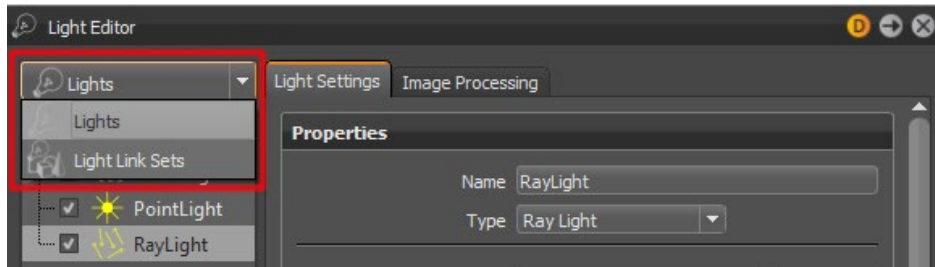 Light Editor
D
Lights
Light Settings Image Processing
Lights
Properties
Light Link Sets
Name RayLight
PointLight
Type Ray Light
RayLight